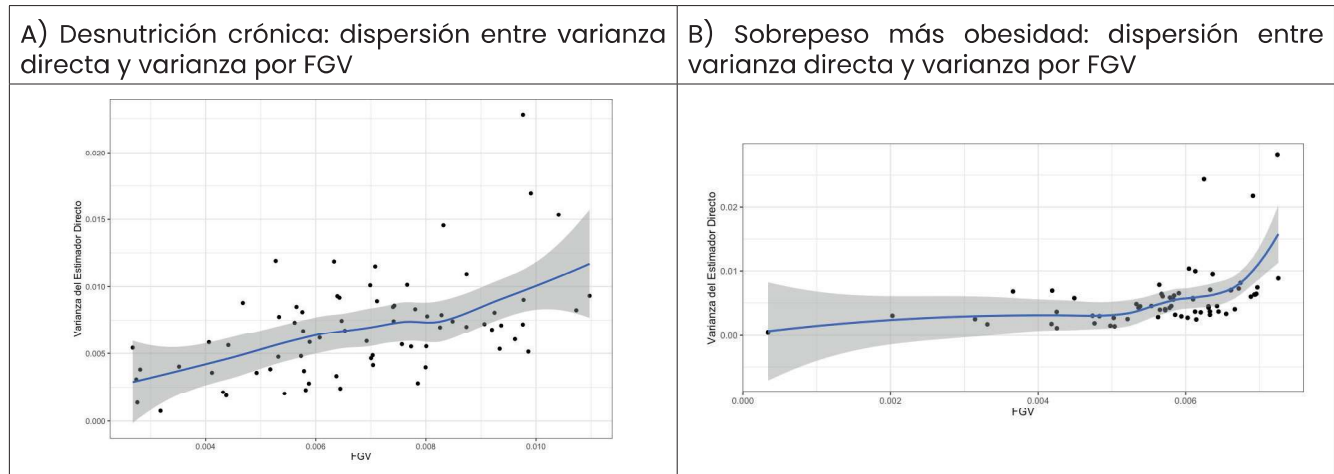 A) Desnutrición crónica: dispersión entre varianza
directa y varianza por FGV
B) Sobrepeso más obesidad: dispersión entre
varianza directa y varianza por FGV
Varianza del Estimador Directo
0.020
0.015
0.010
0.005
0.000
0.004
0.006
0.008
0.010
FGV
Varianza del Estimador Directo
0.02
0.01
0.00
0.000
0.002
0.004
0.006
FGV